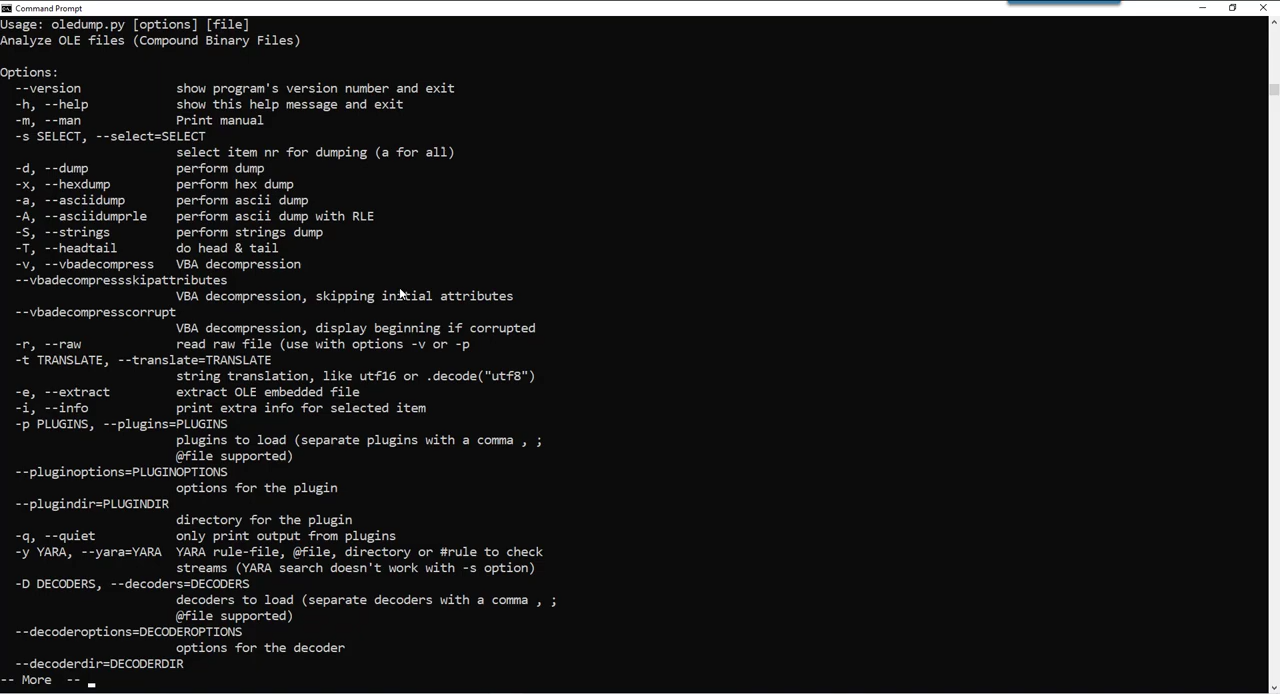 Command Prompt
Usage: oledump.py [options] [file]
Analyze OLE files (Compound Binary Files)
Options:
--version show program's version number and exit
-h, --help show this help message and exit
-m, --man Print manual
-s SELECT, --select=SELECT
select item nr for dumping (a for all)
-d, --dump perform dump
-x, --hexdump perform hex dump
-a, --asciidump perform ascii dump
-A, --asciidumprle perform ascii dump with RLE
-S, --strings perform strings dump
-T, --headtail do head & tail
-v, --vbadecompress VBA decompression
--vbadecompressskipattributes
VBA decompression, skipping initial attributes
--vbadecompresscorrupt
VBA decompression, display beginning if corrupted
-r, --raw read raw file (use with options -v or -p
-t TRANSLATE, --translate=TRANSLATE
string translation, like utf16 or .decode("utf8")
-e, --extract extract OLE embedded file
-i, --info print extra info for selected item
-p PLUGINS, --plugins=PLUGINS
plugins to load (separate plugins with a comma , ;
@file supported)
--pluginoptions=PLUGINOPTIONS
options for the plugin
--plugindir=PLUGINDIR
directory for the plugin
-q, --quiet only print output from plugins
-y YARA, --yara=YARA YARA rule-file, @file, directory or #rule to check
streams (YARA search doesn't work with -s option)
-D DECODERS, --decoders=DECODERS
decoders to load (separate decoders with a comma , ;
@file supported)
--decoderoptions=DECODEROPTIONS
options for the decoder
--decoderdir=DECODERDIR
-- More --